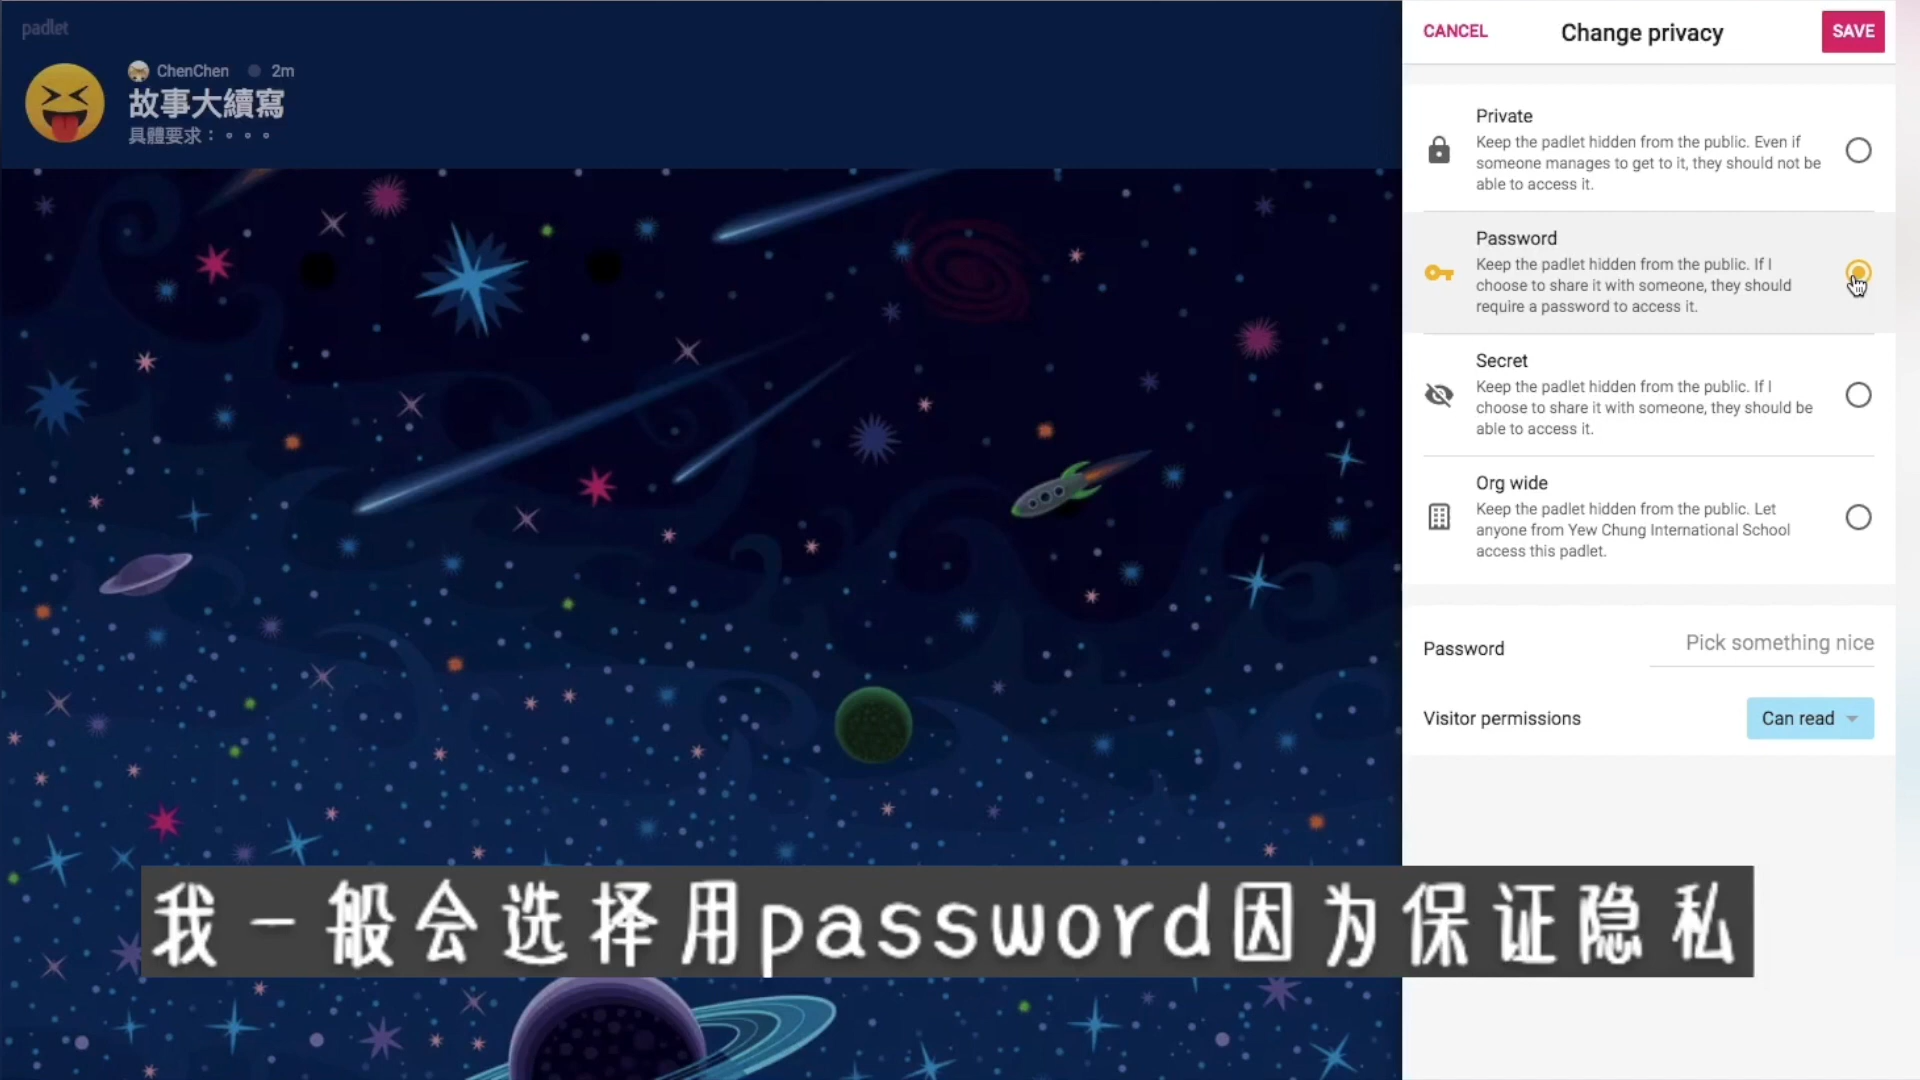 padlet
ChenChen 2m
故事大續寫
具體要求：。。。
CANCEL
Change privacy
SAVE
Private
Keep the padlet hidden from the public. Even if
someone manages to get to it, they should not be
able to access it.
Password
Keep the padlet hidden from the public. If I
choose to share it with someone, they should
require a password to access it.
Secret
Keep the padlet hidden from the public. If I
choose to share it with someone, they should be
able to access it.
Org wide
Keep the padlet hidden from the public. Let
anyone from Yew Chung International School
access this padlet.
Password
Pick something nice
Visitor permissions
Can read
我一般会选择用password因为保证隐私